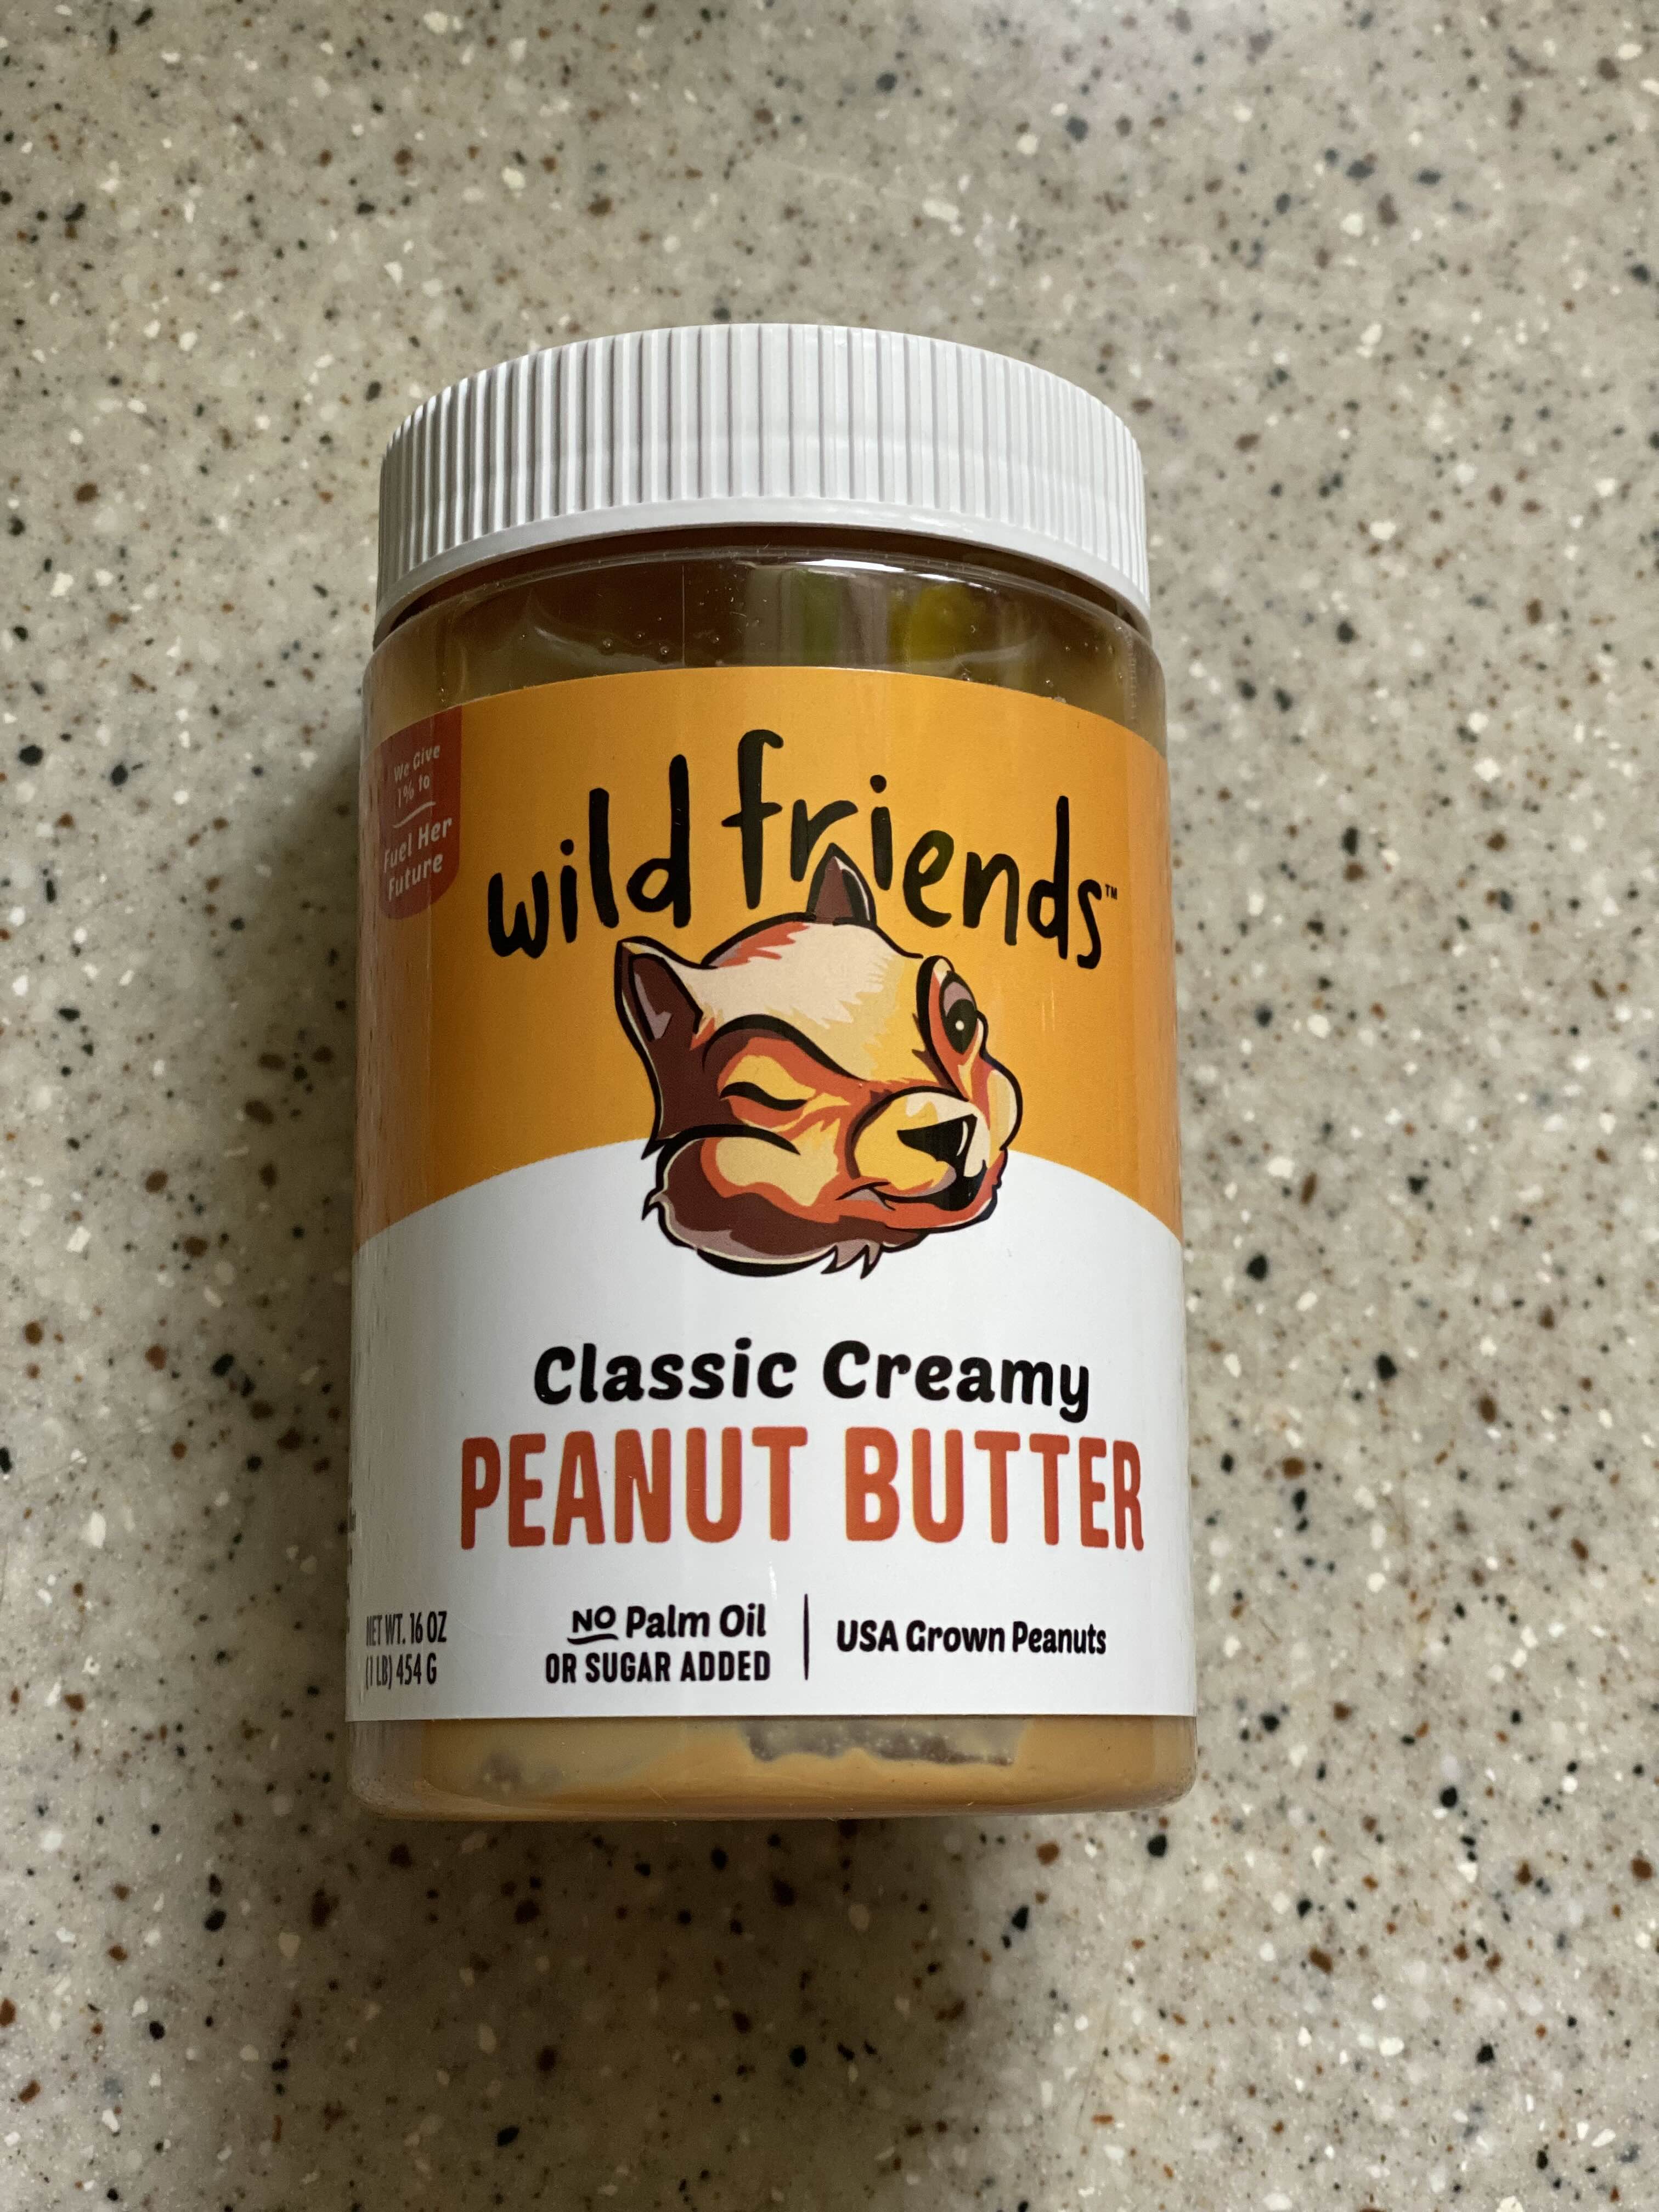 We Give
1% to
Fuel Her
Future
wild friends™
Classic Creamy
PEANUT BUTTER
NET WT. 16 OZ
(1 LB) 454 G
NO Palm Oil
OR SUGAR ADDED
USA Grown Peanuts